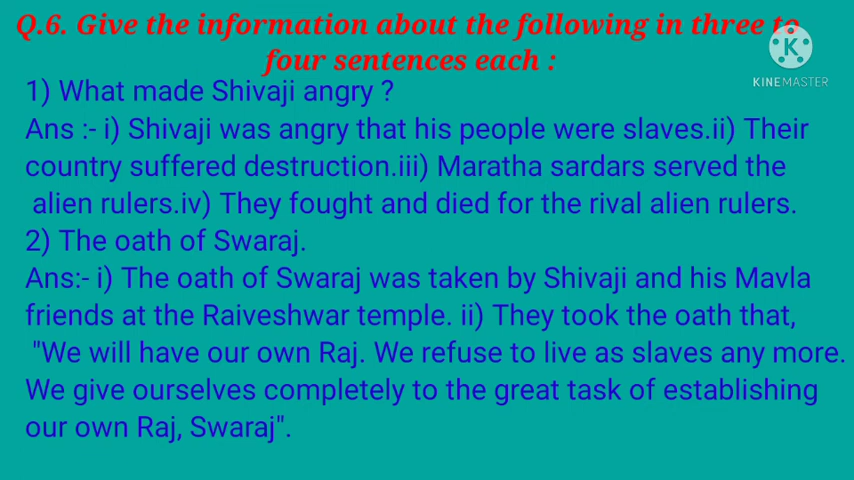 Q.6. Give the information about the following in three to
four sentences each :
K
KINEMASTER
1) What made Shivaji angry ?
Ans :- i) Shivaji was angry that his people were slaves.ii) Their
country suffered destruction.iii) Maratha sardars served the
alien rulers.iv) They fought and died for the rival alien rulers.
2) The oath of Swaraj.
Ans:- i) The oath of Swaraj was taken by Shivaji and his Mavla
friends at the Raiveshwar temple. ii) They took the oath that,
"We will have our own Raj. We refuse to live as slaves any more.
We give ourselves completely to the great task of establishing
our own Raj, Swaraj".